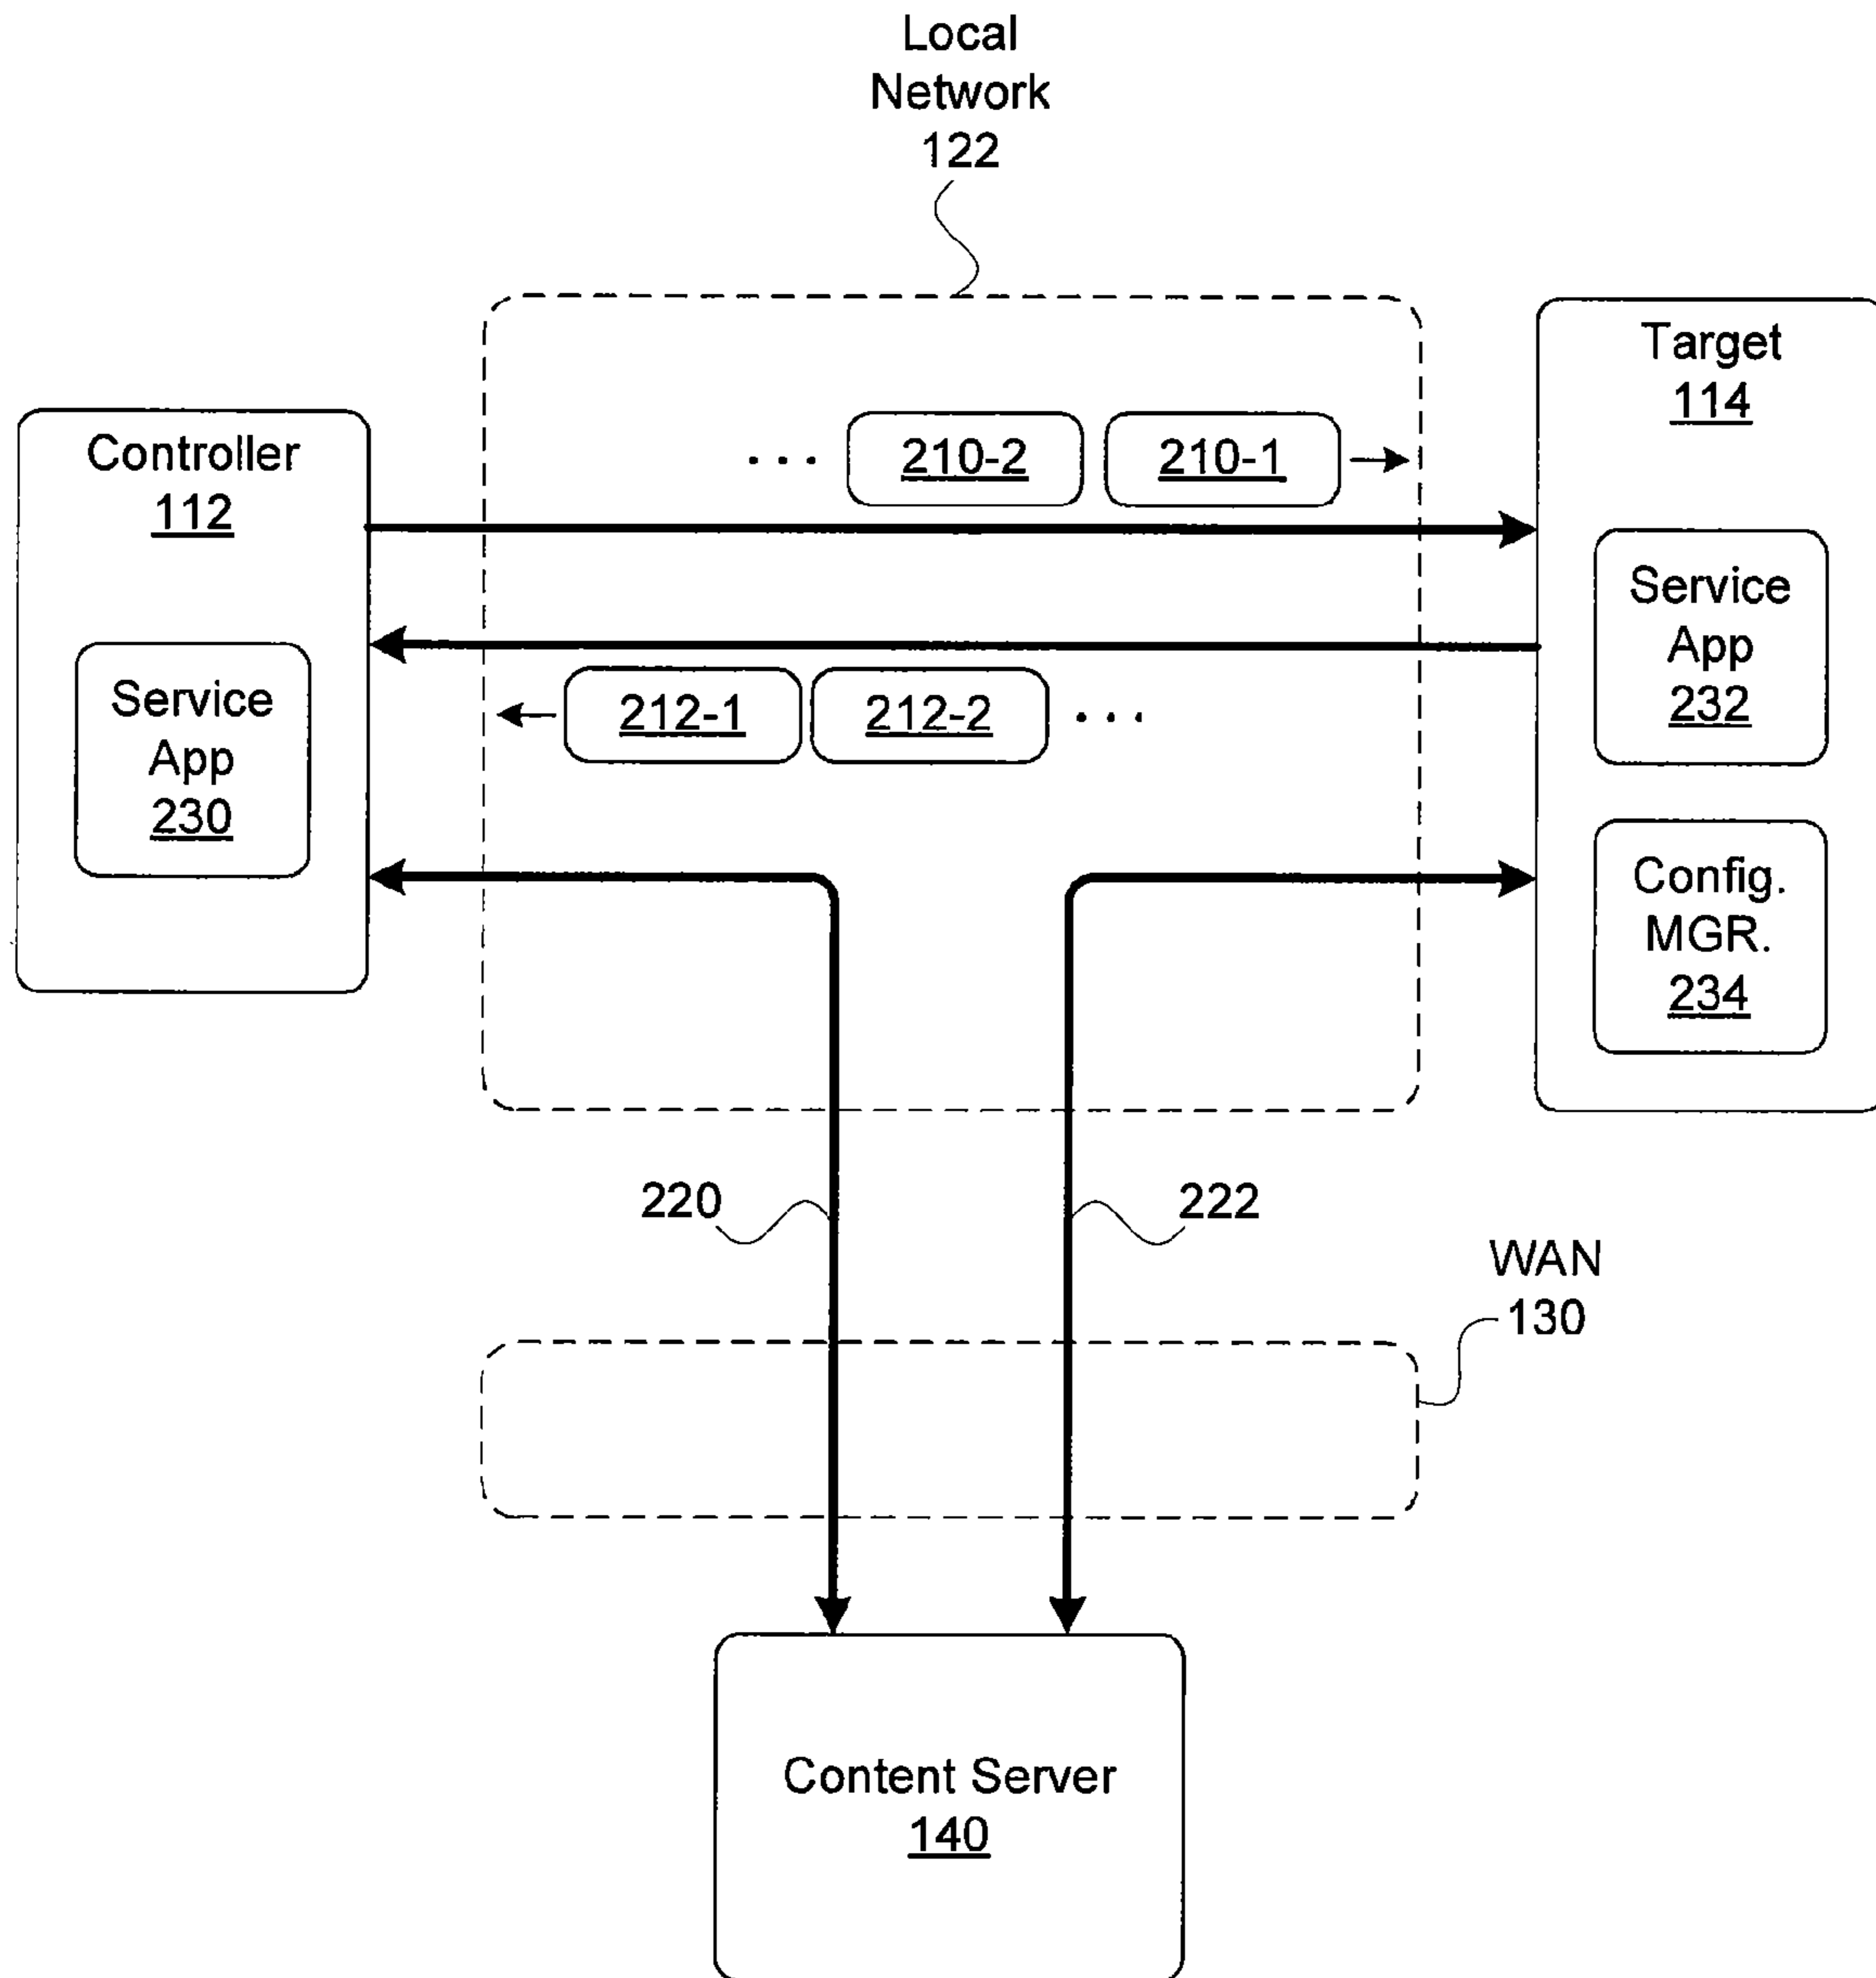 Local
Network
122
Target
114
Controller
112
. . .
210-2
210-1
Service
App
232
Service
App
230
212-1
212-2
. . .
Config.
MGR.
234
220
222
WAN
130
Content Server
140